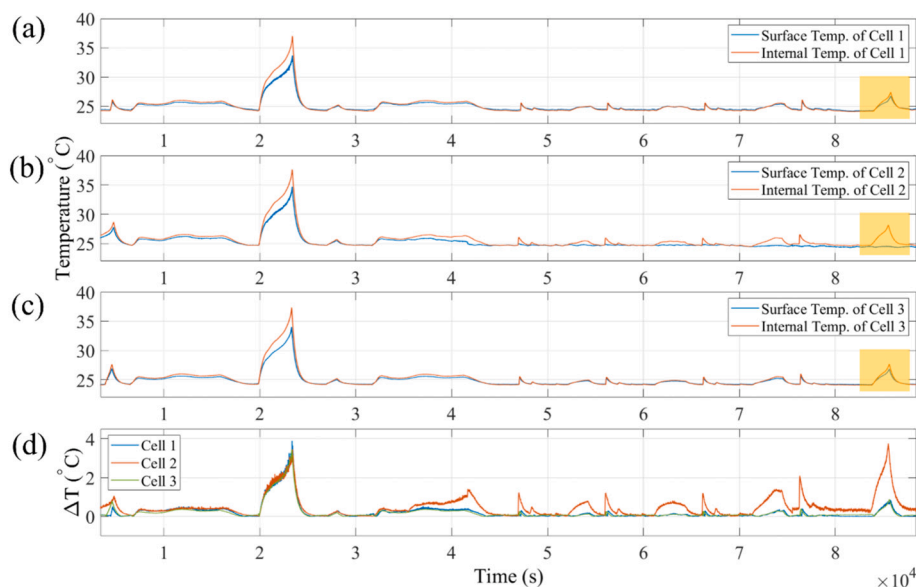 (a)
40
35
30
25
Surface Temp. of Cell 1
Internal Temp. of Cell 1
1 2 3 4 5 6 7 8
(b)
40
35
30
25
Surface Temp. of Cell 2
Internal Temp. of Cell 2
1 2 3 4 5 6 7 8
Temperature (°C)
(c)
40
35
30
25
Surface Temp. of Cell 3
Internal Temp. of Cell 3
1 2 3 4 5 6 7 8
(d)
ΔT (°C)
4
2
0
Cell 1
Cell 2
Cell 3
1 2 3 4 5 6 7 8
Time (s)
×10⁴